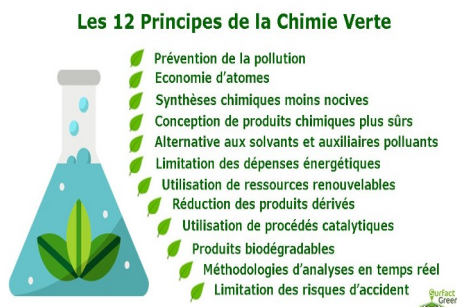 Les 12 Principes de la Chimie Verte
Prévention de la pollution
Economie d'atomes
Synthèses chimiques moins nocives
Conception de produits chimiques plus sûrs
Alternative aux solvants et auxiliaires polluants
Limitation des dépenses énergétiques
Utilisation de ressources renouvelables
Réduction des produits dérivés
Utilisation de procédés catalytiques
Produits biodégradables
Méthodologies d'analyses en temps réel
Limitation des risques d'accident
Surfact
Green